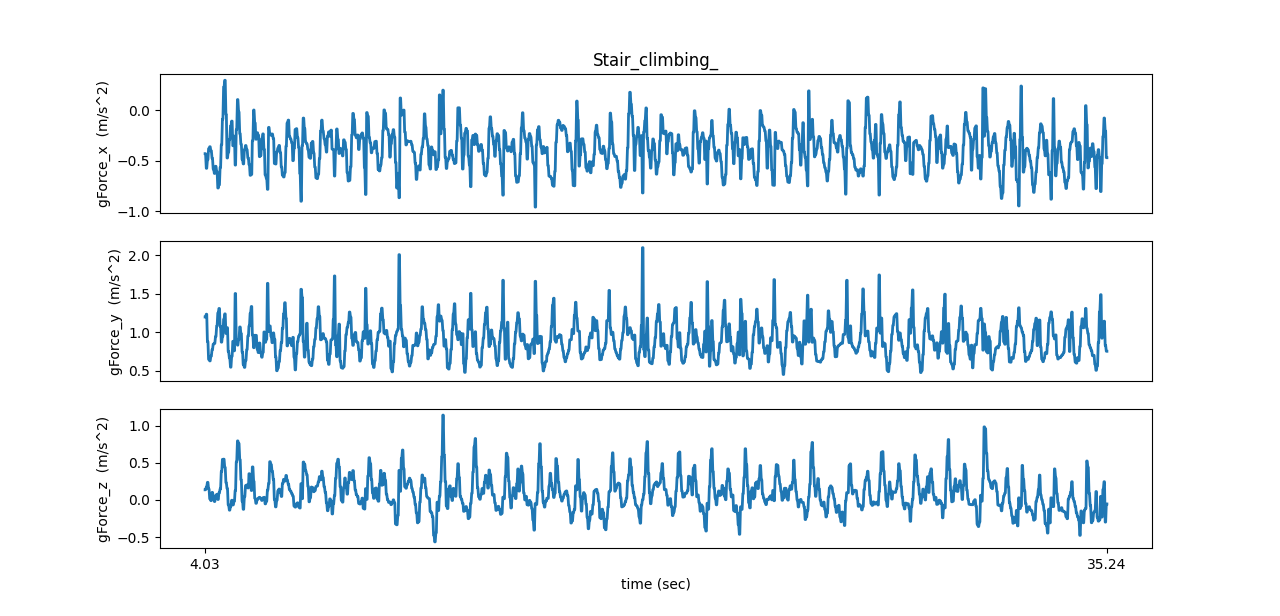 Stair_climbing_
gForce_x (m/s^2)
0.0
−0.5
−1.0
gForce_y (m/s^2)
2.0
1.5
1.0
0.5
gForce_z (m/s^2)
1.0
0.5
0.0
−0.5
4.03
35.24
time (sec)